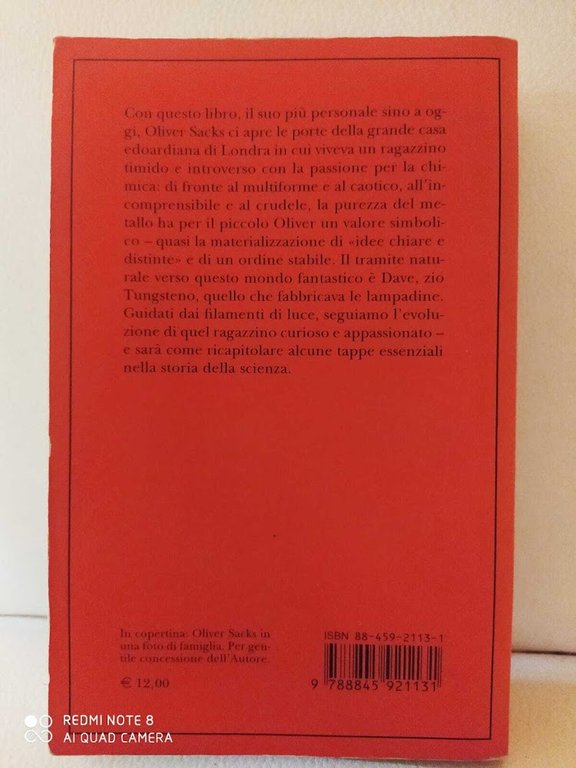 Con questo libro, il suo più personale sino a og-
gi, Oliver Sacks ci apre le porte della grande casa
edoardiana di Londra in cui viveva un ragazzino
timido e introverso con la passione per la chi-
mica: di fronte al multiforme e al caotico, all'in-
comprensibile e al crudele, la purezza del me-
tallo ha per il piccolo Oliver un valore simboli-
co – quasi la materializzazione di «idee chiare e
distinte» e di un ordine stabile. Il tramite natu-
rale verso questo mondo fantastico è Dave, zio
Tungsteno, quello che fabbricava le lampadine.
Guidati dai filamenti di luce, seguiamo l'evolu-
zione di quel ragazzino curioso e appassionato –
e sarà come ricapitolare alcune tappe essenziali
nella storia della scienza.
In copertina: Oliver Sacks in
una foto di famiglia. Per gen-
tile concessione dell'Autore.
€ 12,00
ISBN 88-459-2113-1
9 788845 921131
REDMI NOTE 8
AI QUAD CAMERA